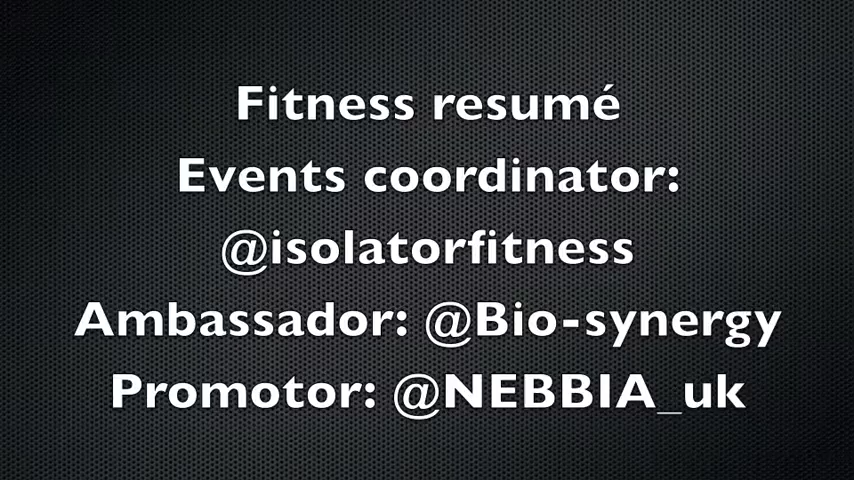 Fitness resumé
Events coordinator:
@isolatorfitness
Ambassador: @Bio-synergy
Promotor: @NEBBIA_uk